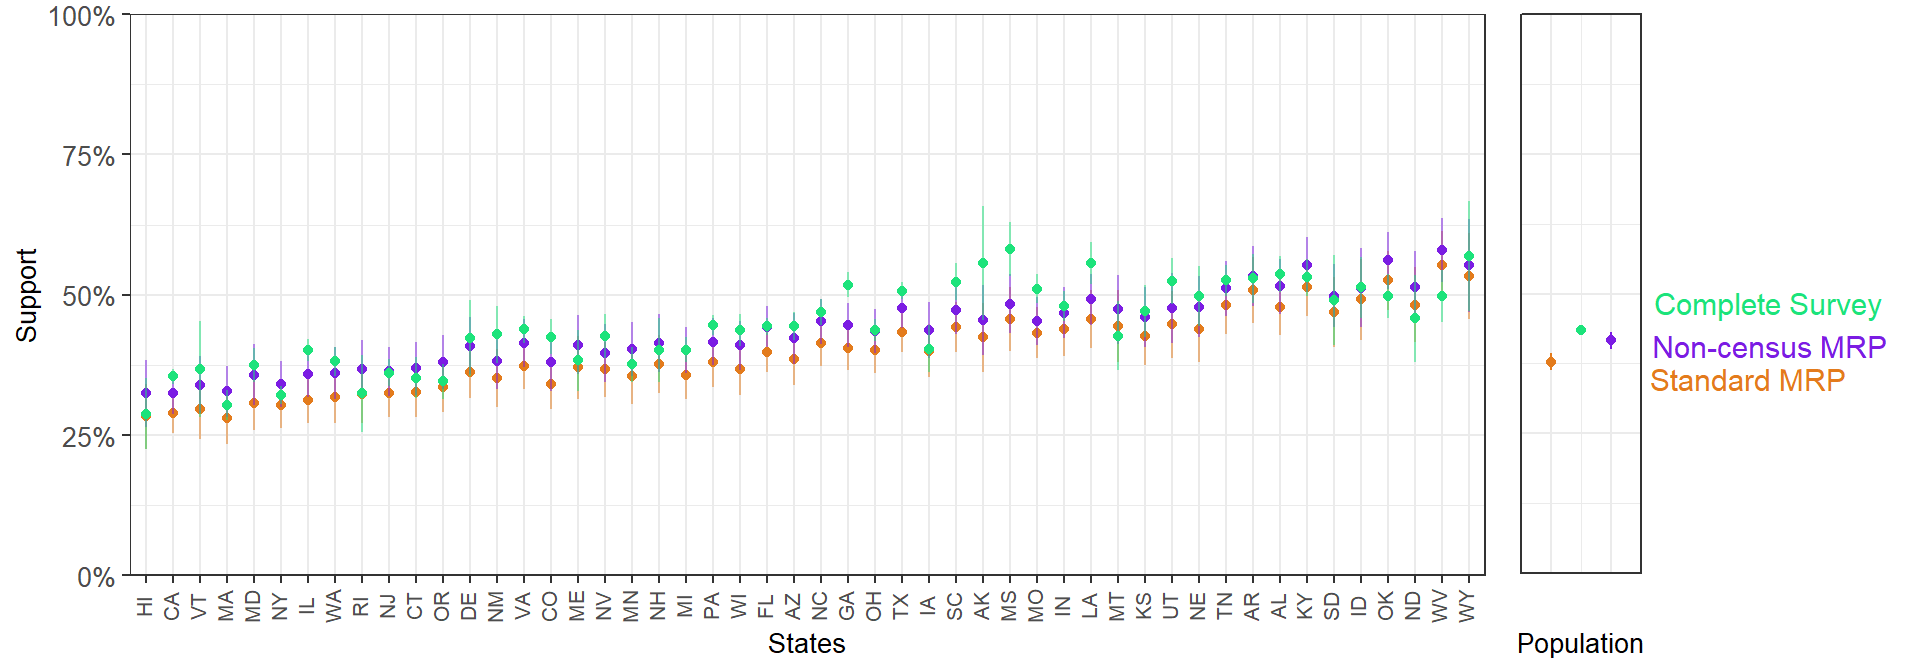 100%
75%
50%
25%
0%
Support
HI CA VT MA MD NY IL WA RI NJ CT OR DE NM VA CO ME NV MN NH MI PA WI FL AZ NC GA OH TX IA SC AK MS MO IN LA MT KS UT NE TN AR AL KY SD ID OK ND WV WY
States
Population
Complete Survey
Non-census MRP
Standard MRP